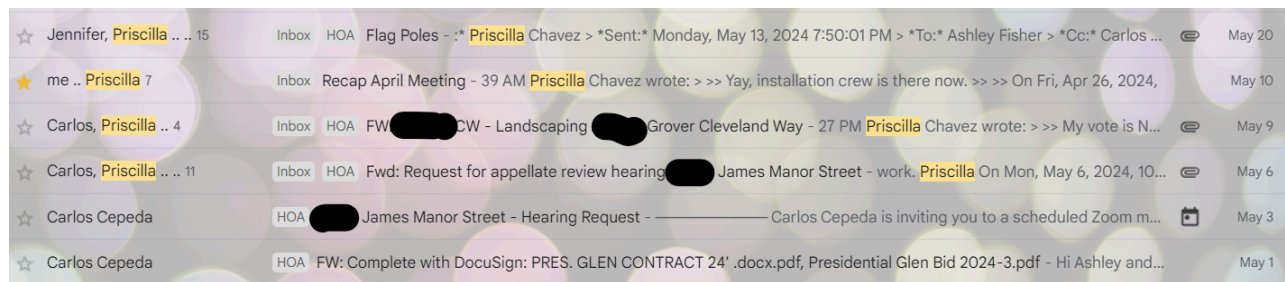 Jennifer, Priscilla .. .. 15 Inbox HOA Flag Poles - :* Priscilla Chavez > *Sent:* Monday, May 13, 2024 7:50:01 PM > *To:* Ashley Fisher > *Cc:* Carlos ... May 20
me .. Priscilla 7 Inbox Recap April Meeting - 39 AM Priscilla Chavez wrote: > >> Yay, installation crew is there now. >> >> On Fri, Apr 26, 2024, May 10
Carlos, Priscilla .. 4 Inbox HOA FW: CW - Landscaping Grover Cleveland Way - 27 PM Priscilla Chavez wrote: > >> My vote is N... May 9
Carlos, Priscilla .. .. 11 Inbox HOA Fwd: Request for appellate review hearing James Manor Street - work. Priscilla On Mon, May 6, 2024, 10... May 6
Carlos Cepeda HOA James Manor Street - Hearing Request - —————— Carlos Cepeda is inviting you to a scheduled Zoom m... May 3
Carlos Cepeda HOA FW: Complete with DocuSign: PRES. GLEN CONTRACT 24' .docx.pdf, Presidential Glen Bid 2024-3.pdf - Hi Ashley and... May 1